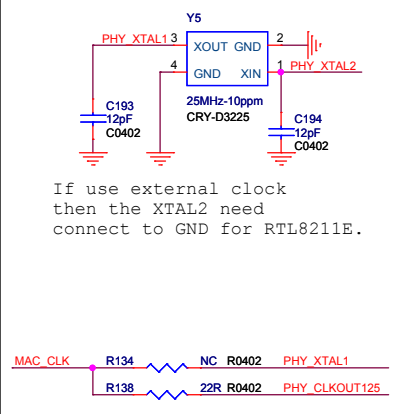 Y5
PHY_XTAL1 3 XOUT GND 2
4 GND XIN 1 PHY_XTAL2
25MHz-10ppm
CRY-D3225
C193
12pF
C0402
C194
12pF
C0402
If use external clock
then the XTAL2 need
connect to GND for RTL8211E.
MAC_CLK R134 NC R0402 PHY_XTAL1
R138 22R R0402 PHY_CLKOUT125